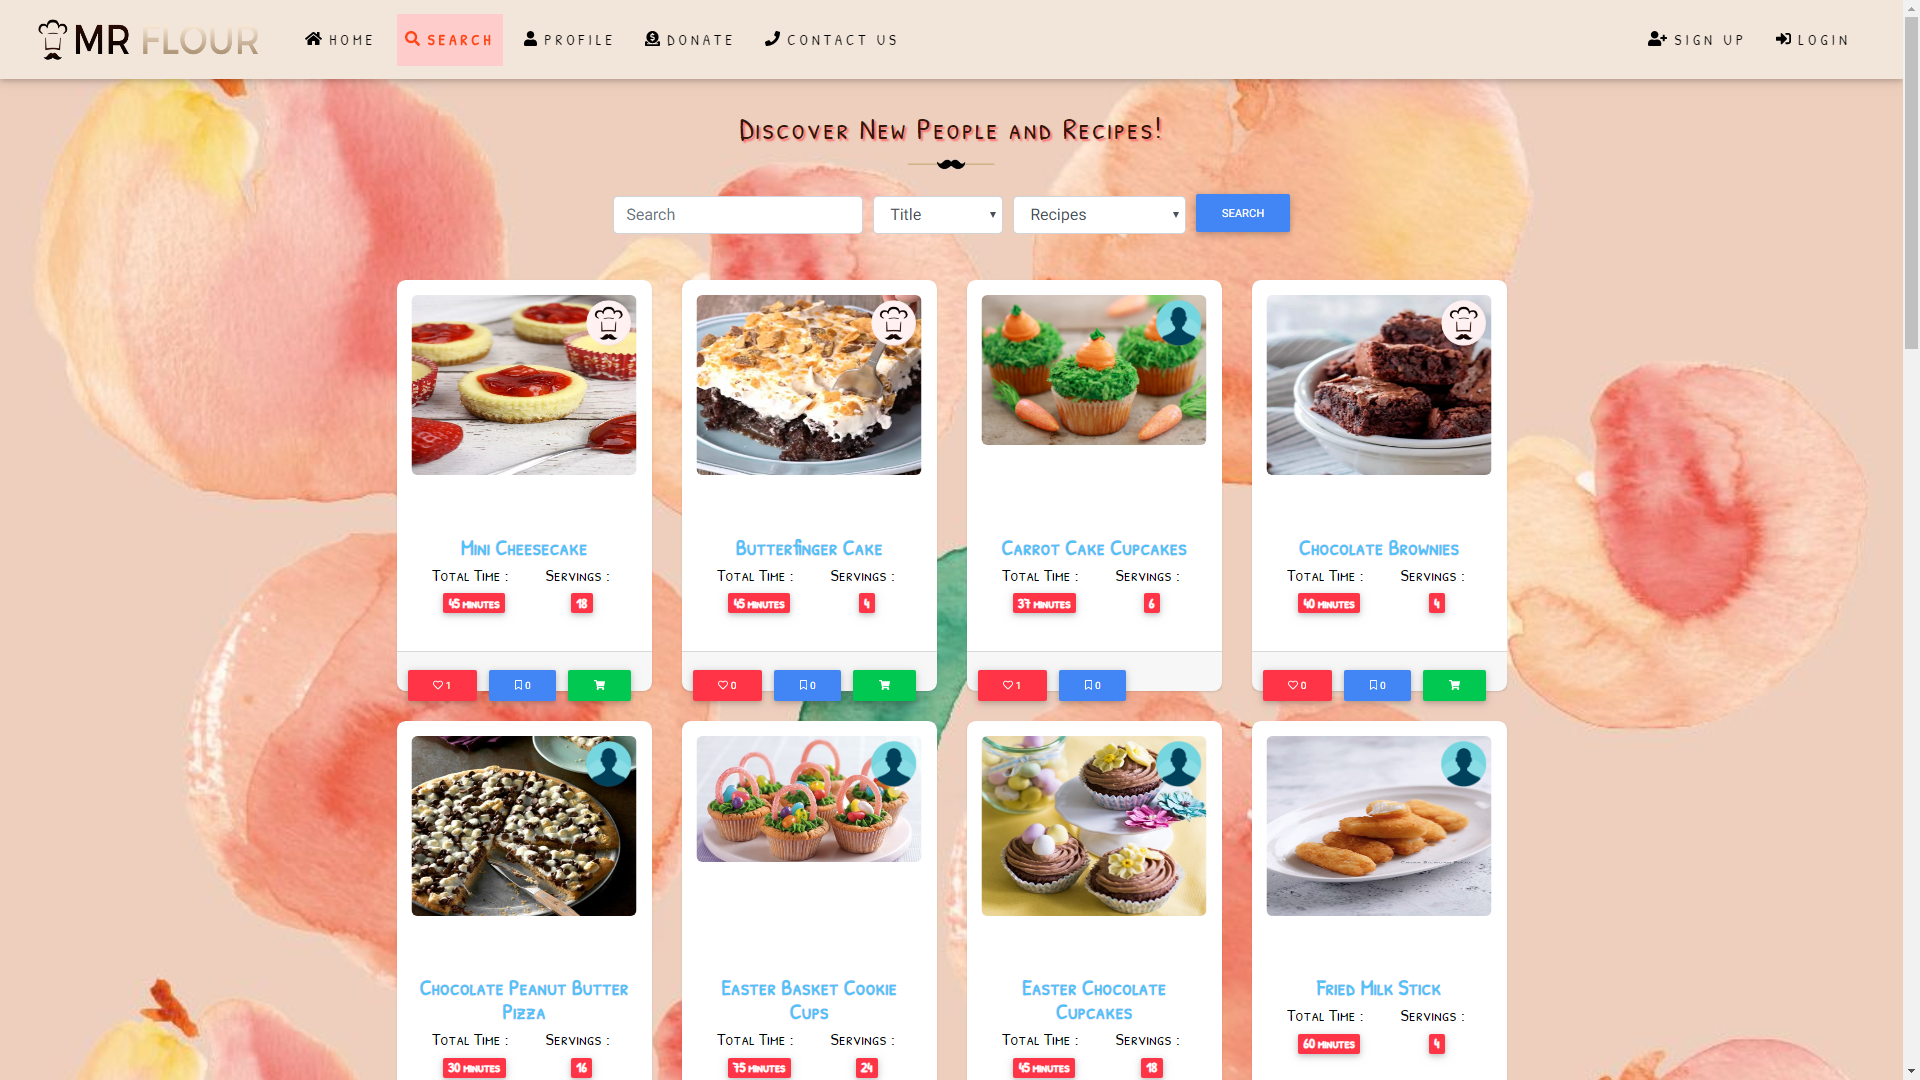 MR FLOUR
HOME
SEARCH
PROFILE
DONATE
CONTACT US
SIGN UP
LOGIN
Discover New People and Recipes!
Search
Title
Recipes
SEARCH
Mini Cheesecake
Total Time : Servings :
45 minutes 18
1 0
Butterfinger Cake
Total Time : Servings :
45 minutes 4
0 0
Carrot Cake Cupcakes
Total Time : Servings :
37 minutes 6
1 0
Chocolate Brownies
Total Time : Servings :
40 minutes 4
0 0
Chocolate Peanut Butter
Pizza
Total Time : Servings :
30 minutes 16
Easter Basket Cookie
Cups
Total Time : Servings :
75 minutes 24
Easter Chocolate
Cupcakes
Total Time : Servings :
45 minutes 18
Fried Milk Stick
Total Time : Servings :
60 minutes 4